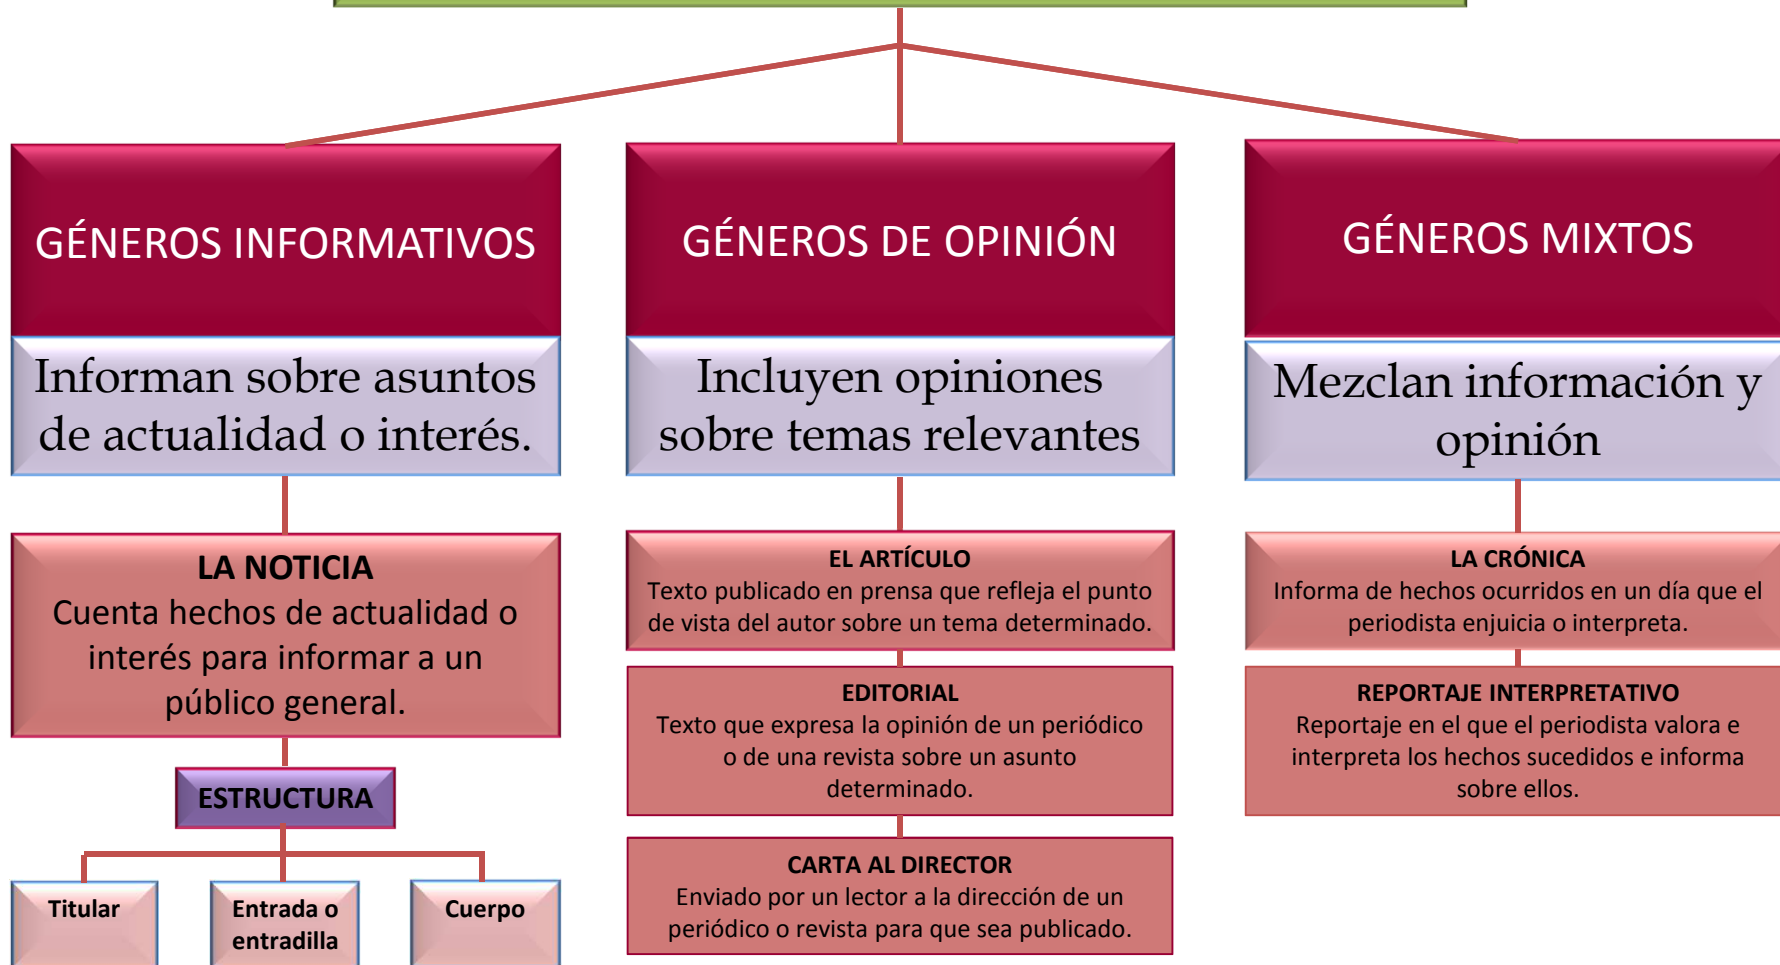 GÉNEROS INFORMATIVOS
Informan sobre asuntos
de actualidad o interés.
LA NOTICIA
Cuenta hechos de actualidad o
interés para informar a un
público general.
ESTRUCTURA
Titular
Entrada o
entradilla
Cuerpo
GÉNEROS DE OPINIÓN
Incluyen opiniones
sobre temas relevantes
EL ARTÍCULO
Texto publicado en prensa que refleja el punto
de vista del autor sobre un tema determinado.
EDITORIAL
Texto que expresa la opinión de un periódico
o de una revista sobre un asunto
determinado.
CARTA AL DIRECTOR
Enviado por un lector a la dirección de un
periódico o revista para que sea publicado.
GÉNEROS MIXTOS
Mezclan información y
opinión
LA CRÓNICA
Informa de hechos ocurridos en un día que el
periodista enjuicia o interpreta.
REPORTAJE INTERPRETATIVO
Reportaje en el que el periodista valora e
interpreta los hechos sucedidos e informa
sobre ellos.